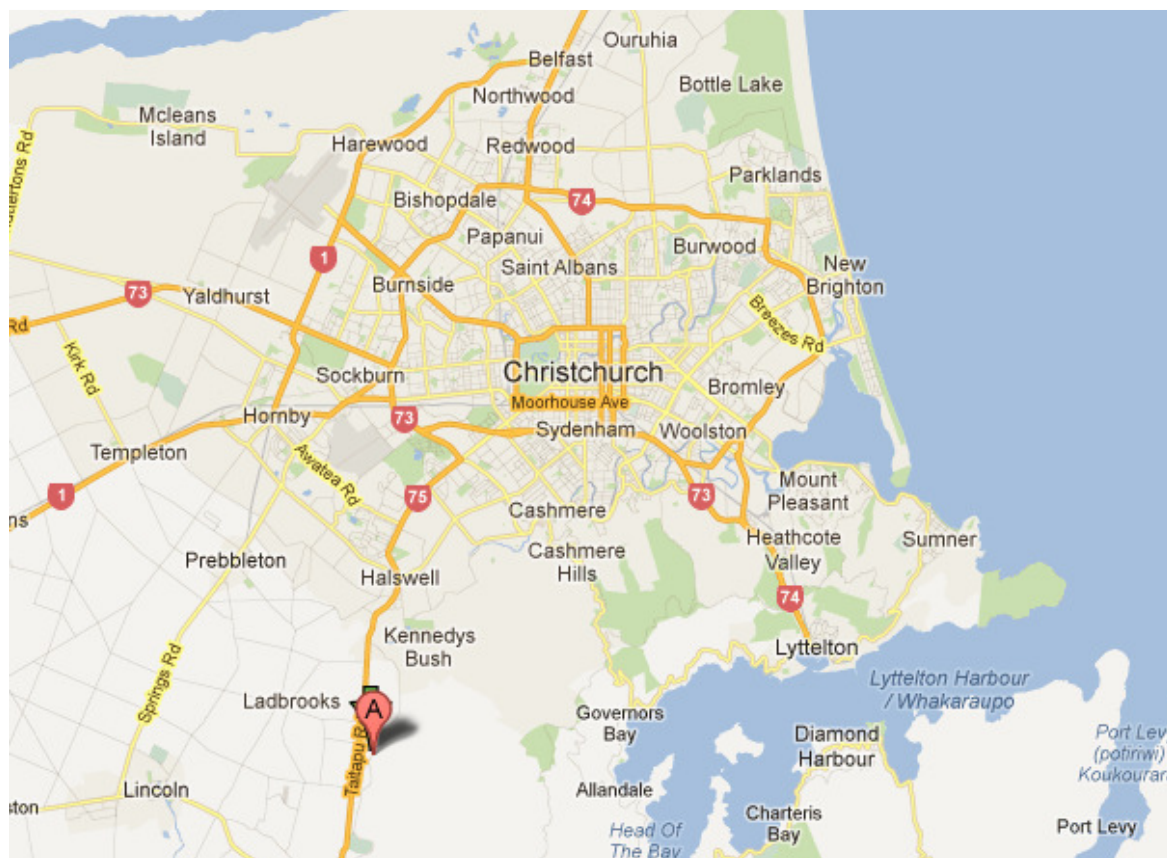 Ouruhia
Belfast
Bottle Lake
Northwood
Mcleans
Island
Harewood
Redwood
Parklands
Bishopdale
74
Papanui
Burwood
1
Saint Albans
New
Brighton
Burnside
73
Yaldhurst
Breezes Rd
Rd
Kirk Rd
Sockburn
Christchurch
Bromley
Moorhouse Ave
Hornby
73
Sydenham
Woolston
Templeton
Awatea Rd
Mount
Pleasant
1
75
73
Cashmere
Heathcote
Valley
Sumner
Prebbleton
Cashmere
Hills
Halswell
74
Kennedys
Bush
Lyttelton
Springs Rd
Lyttelton Harbour
/ Whakaraupo
Ladbrooks
A
Governors
Bay
Diamond
Harbour
Port Levy
(potiriwi)
Taitapu
Lincoln
Allandale
Charteris
Bay
Head Of
The Bay
Port Levy